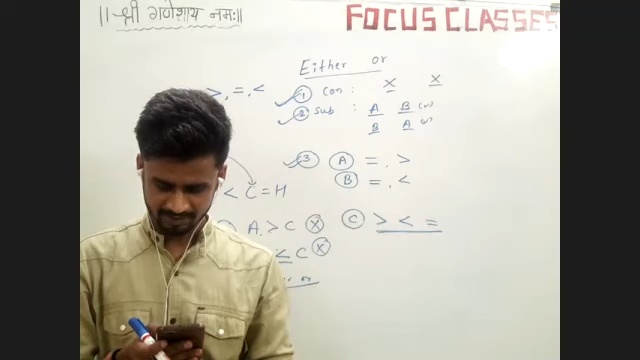 ॥ श्री गणेशाय नमः॥
FOCUS CLASSES
Either or
>, =, <
① con : X X
② sub : A B (✓)
B A (✓)
③ Ⓐ = , >
Ⓑ = , <
< C = H
A > C Ⓧ
Ⓒ > < =
≤ C Ⓧ